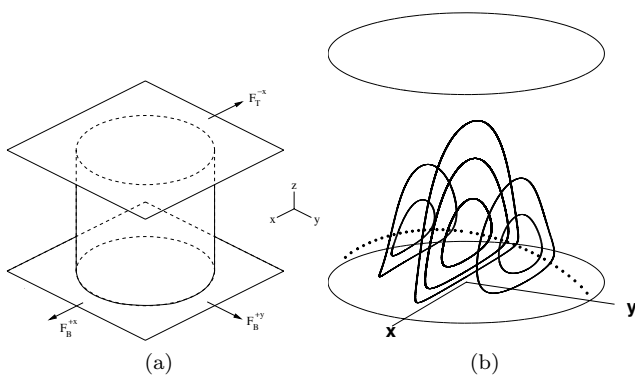 F_T^{-x}
z
x y
F_B^{+x} F_B^{+y}
x y
(a) (b)